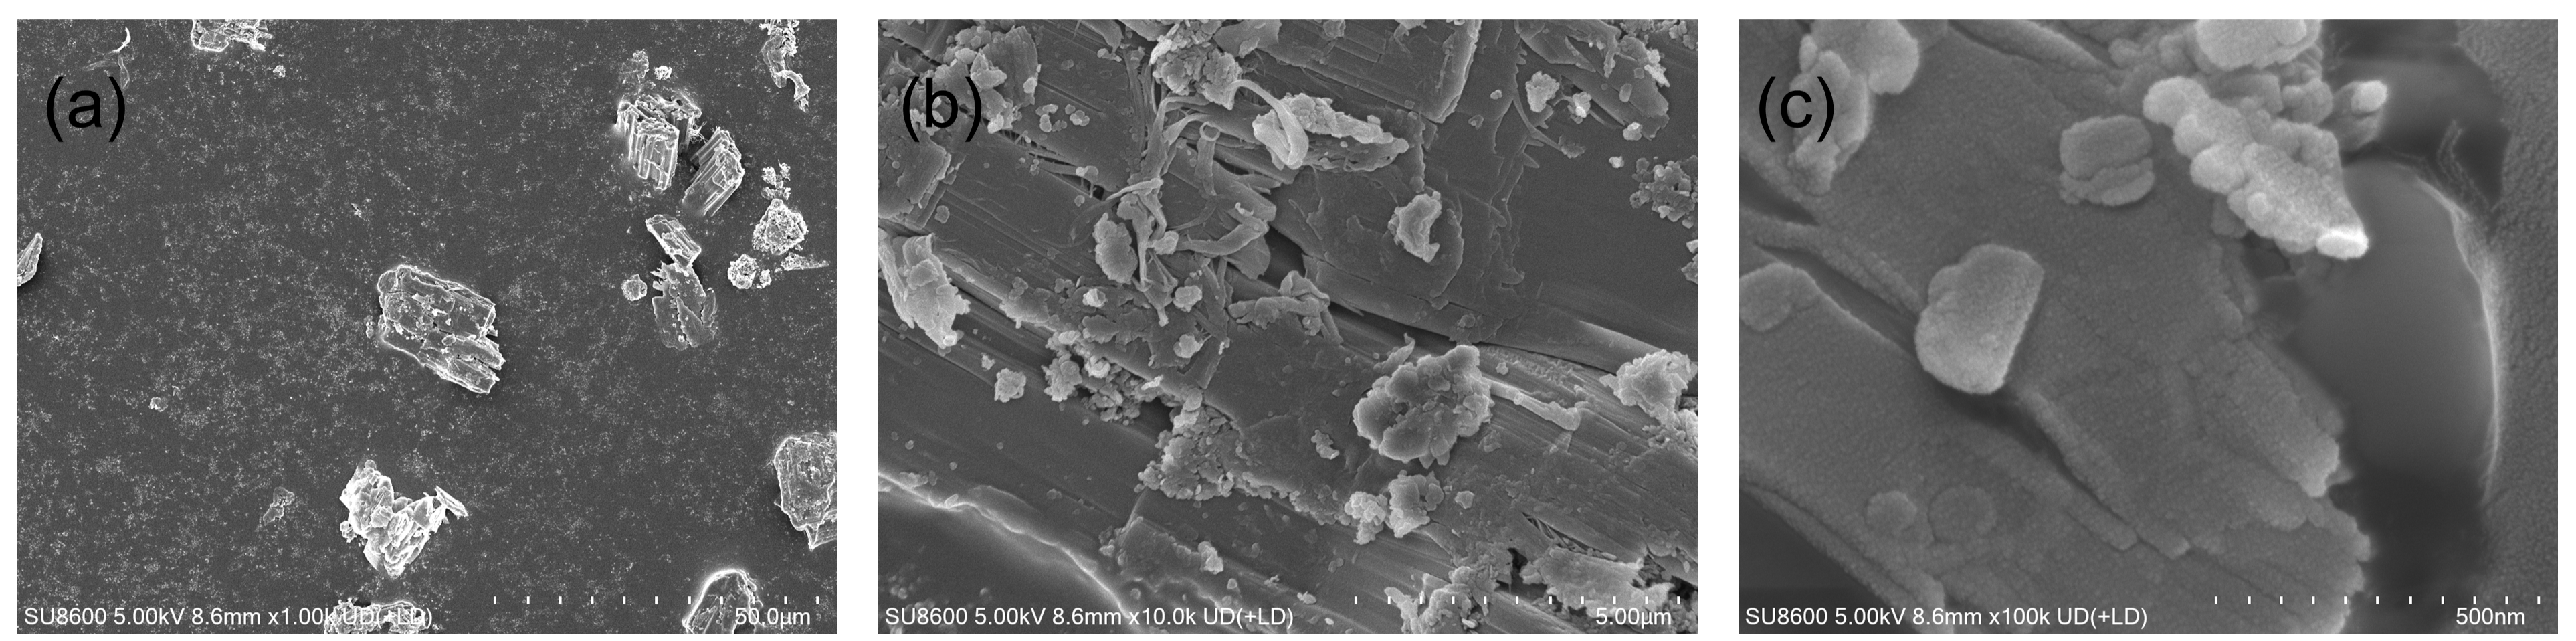 (a)
SU8600 5.00kV 8.6mm x1.00k UD(+LD) 50.0µm
(b)
SU8600 5.00kV 8.6mm x10.0k UD(+LD) 5.00µm
(c)
SU8600 5.00kV 8.6mm x100k UD(+LD) 500nm